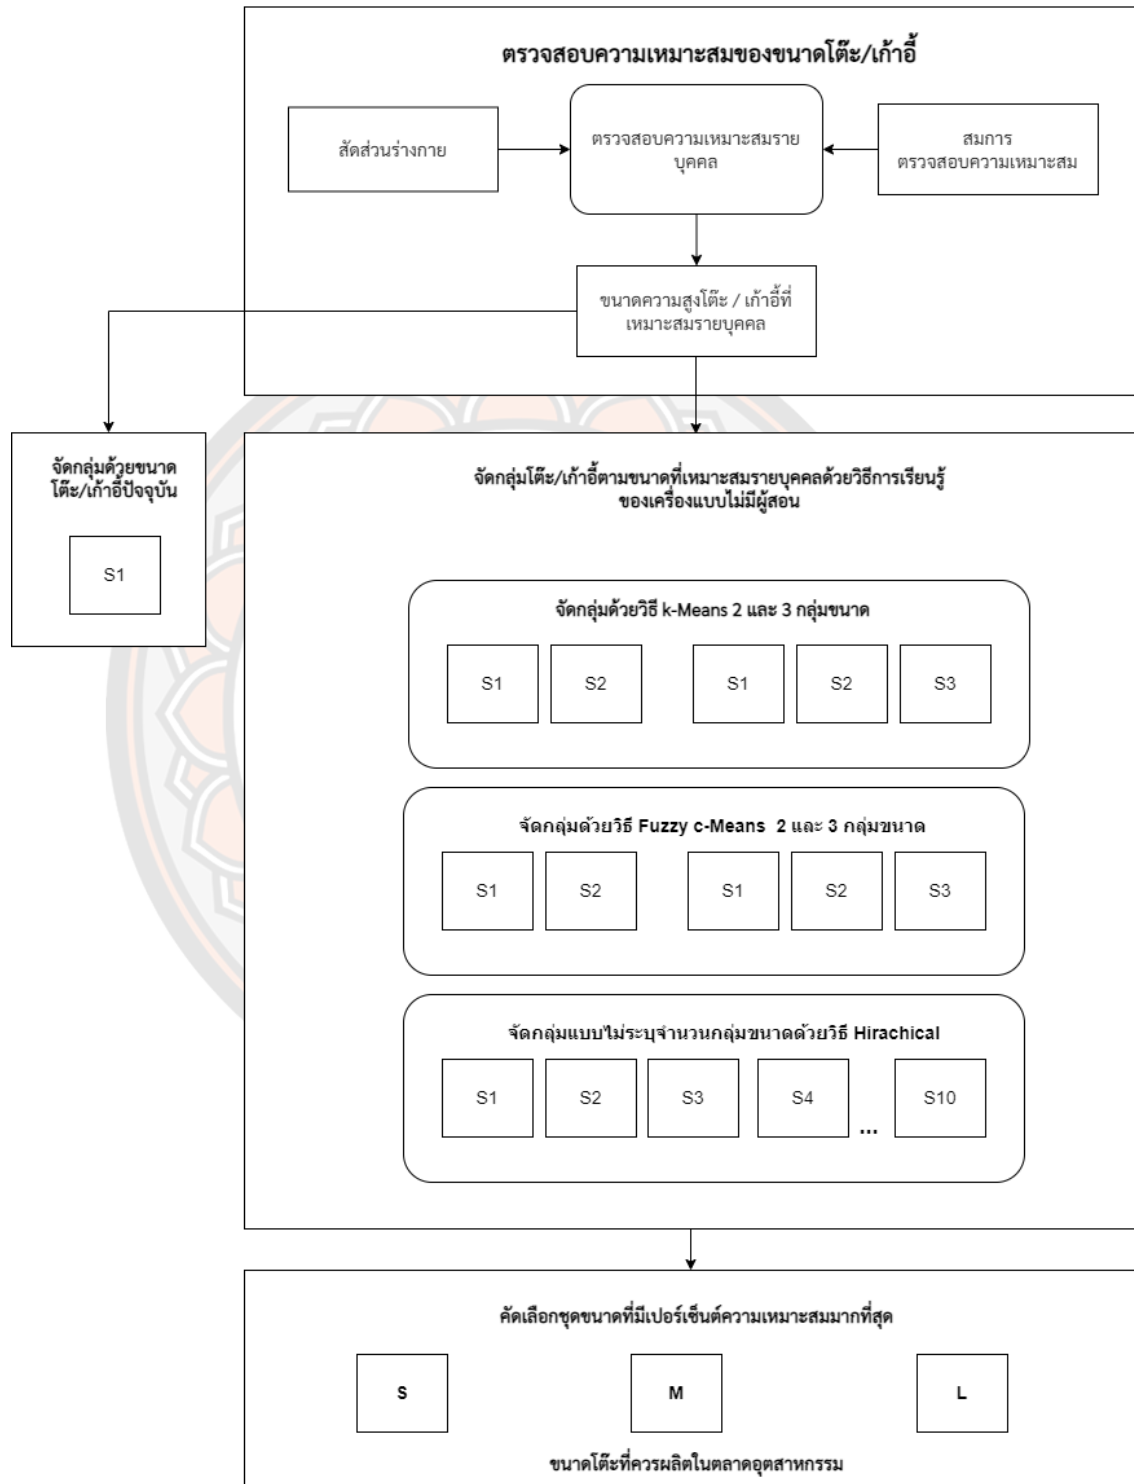 ตรวจสอบความเหมาะสมของขนาดโต๊ะ/เก้าอี้
สัดส่วนร่างกาย
ตรวจสอบความเหมาะสมราย
บุคคล
สมการ
ตรวจสอบความเหมาะสม
ขนาดความสูงโต๊ะ / เก้าอี้ที่
เหมาะสมรายบุคคล
จัดกลุ่มด้วยขนาด
โต๊ะ/เก้าอี้ปัจจุบัน
S1
จัดกลุ่มโต๊ะ/เก้าอี้ตามขนาดที่เหมาะสมรายบุคคลด้วยวิธีการเรียนรู้
ของเครื่องแบบไม่มีผู้สอน
จัดกลุ่มด้วยวิธี k-Means 2 และ 3 กลุ่มขนาด
S1 S2 S1 S2 S3
จัดกลุ่มด้วยวิธี Fuzzy c-Means 2 และ 3 กลุ่มขนาด
S1 S2 S1 S2 S3
จัดกลุ่มแบบไม่ระบุจำนวนกลุ่มขนาดด้วยวิธี Hirachical
S1 S2 S3 S4 ... S10
คัดเลือกชุดขนาดที่มีเปอร์เซ็นต์ความเหมาะสมมากที่สุด
S M L
ขนาดโต๊ะที่ควรผลิตในตลาดอุตสาหกรรม